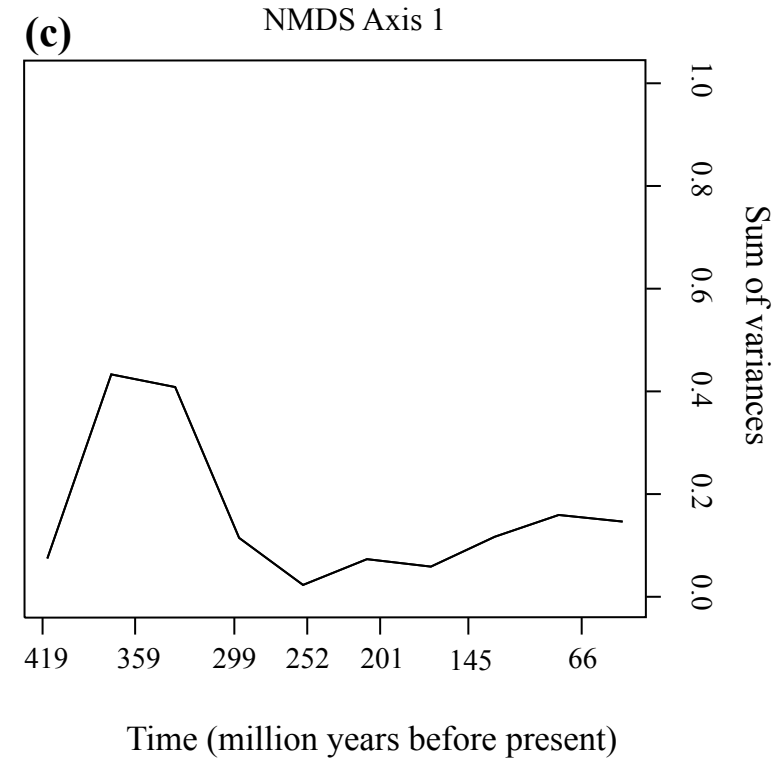 (c)
NMDS Axis 1
1.0
0.8
0.6
0.4
0.2
0.0
Sum of variances
419 359 299 252 201 145 66
Time (million years before present)